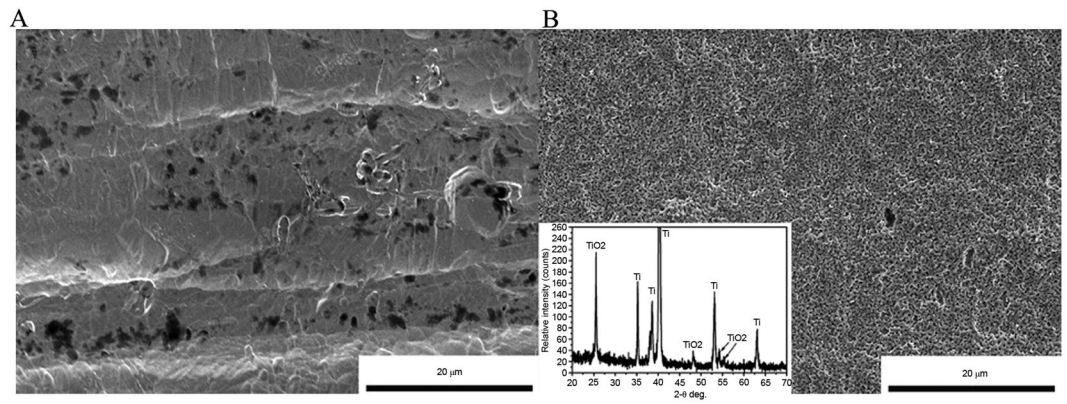 A
B
20 μm
260
240
220
200
180
160
140
120
100
80
60
40
20
0
Relative intensity (counts)
TiO2
Ti
Ti
Ti
TiO2
Ti
TiO2
Ti
20 25 30 35 40 45 50 55 60 65 70
2-θ deg.
20 μm